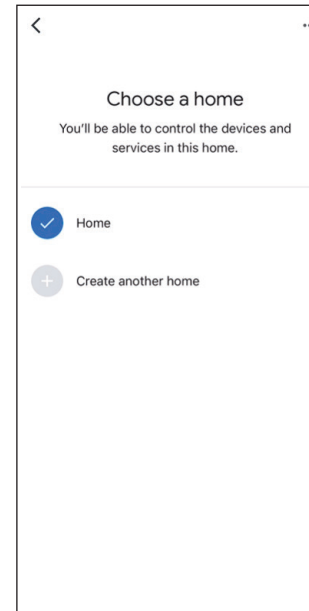 Choose a home
You'll be able to control the devices and
services in this home.
Home
Create another home